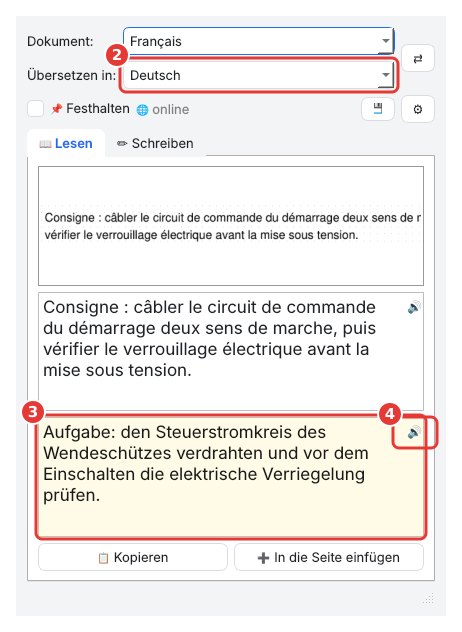 Dokument: Français
2
Übersetzen in: Deutsch
Festhalten online
Lesen Schreiben
Consigne : câbler le circuit de commande du démarrage deux sens de r
vérifier le verrouillage électrique avant la mise sous tension.
Consigne : câbler le circuit de commande
du démarrage deux sens de marche, puis
vérifier le verrouillage électrique avant la
mise sous tension.
3
4
Aufgabe: den Steuerstromkreis des
Wendeschützes verdrahten und vor dem
Einschalten die elektrische Verriegelung
prüfen.
Kopieren In die Seite einfügen